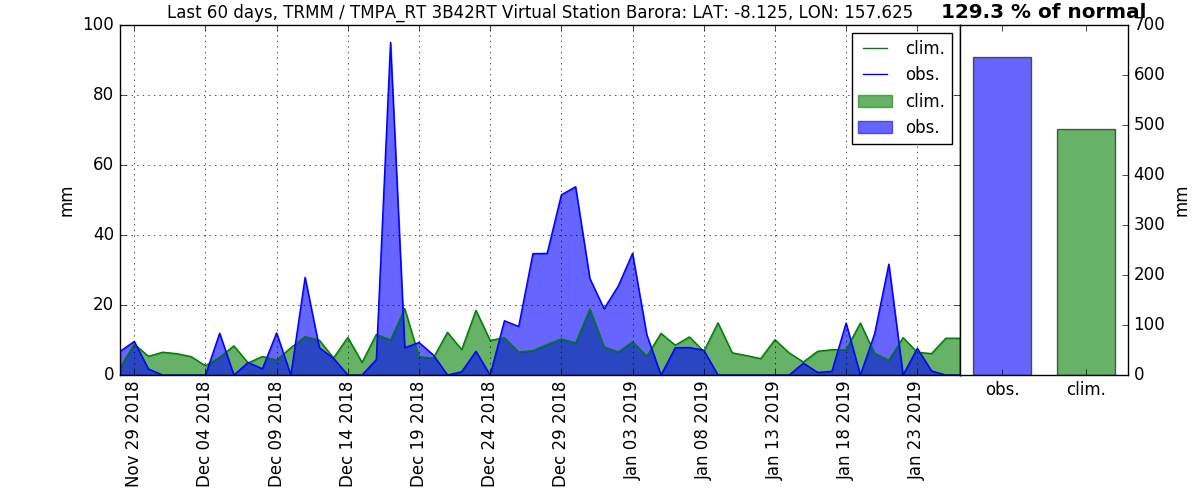 Last 60 days, TRMM / TMPA_RT 3B42RT Virtual Station Barora: LAT: -8.125, LON: 157.625
129.3 % of normal
100
80
60
40
20
0
mm
clim.
obs.
clim.
obs.
700
600
500
400
300
200
100
0
mm
obs.
clim.
Nov 29 2018
Dec 04 2018
Dec 09 2018
Dec 14 2018
Dec 19 2018
Dec 24 2018
Dec 29 2018
Jan 03 2019
Jan 08 2019
Jan 13 2019
Jan 18 2019
Jan 23 2019